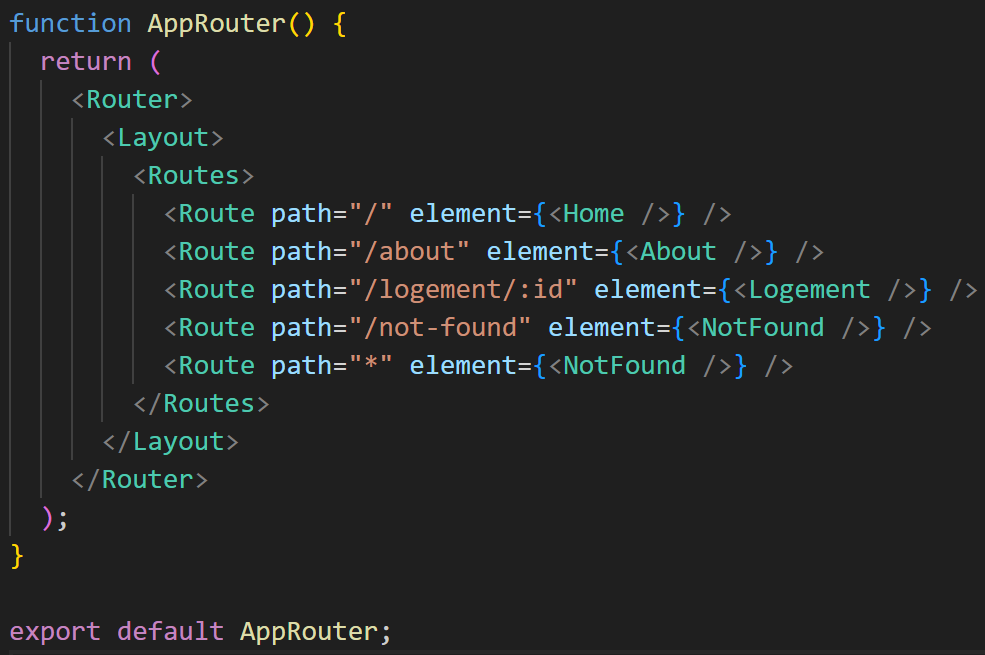 function AppRouter() {
  return (
    <Router>
      <Layout>
        <Routes>
          <Route path="/" element={<Home />} />
          <Route path="/about" element={<About />} />
          <Route path="/logement/:id" element={<Logement />} />
          <Route path="/not-found" element={<NotFound />} />
          <Route path="*" element={<NotFound />} />
        </Routes>
      </Layout>
    </Router>
  );
}

export default AppRouter;